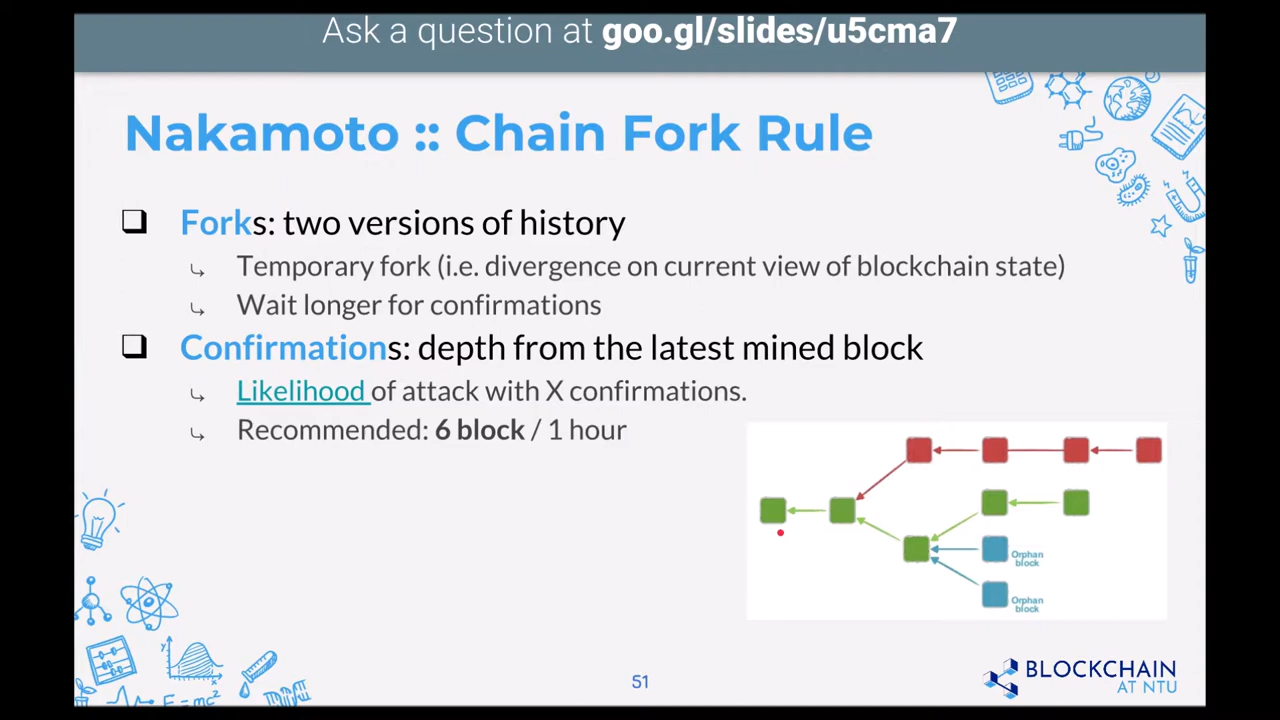 Ask a question at goo.gl/slides/u5cma7
Nakamoto :: Chain Fork Rule
Forks: two versions of history
Temporary fork (i.e. divergence on current view of blockchain state)
Wait longer for confirmations
Confirmations: depth from the latest mined block
Likelihood of attack with X confirmations.
Recommended: 6 block / 1 hour
Orphan
block
Orphan
block
y
x
E=mc²
51
BLOCKCHAIN
AT NTU